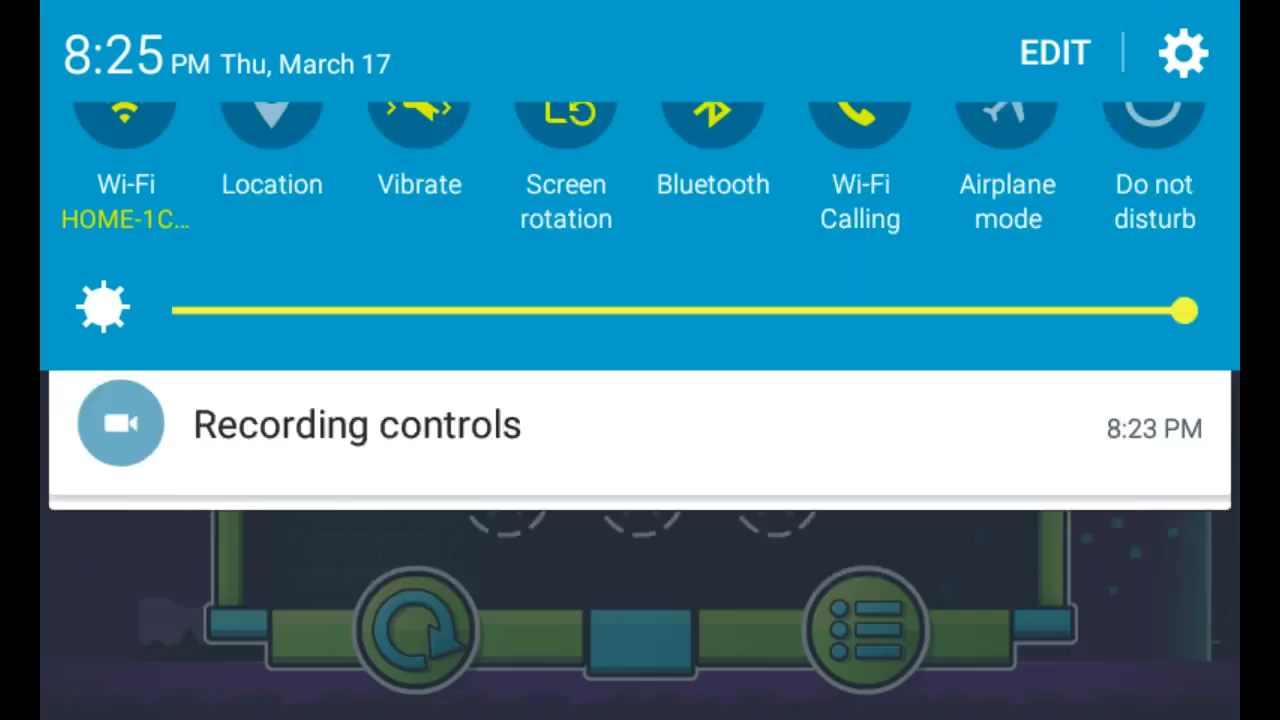 8:25 PM Thu, March 17 EDIT
Wi-Fi Location Vibrate Screen rotation Bluetooth Wi-Fi Calling Airplane mode Do not disturb
HOME-1C...
Recording controls 8:23 PM